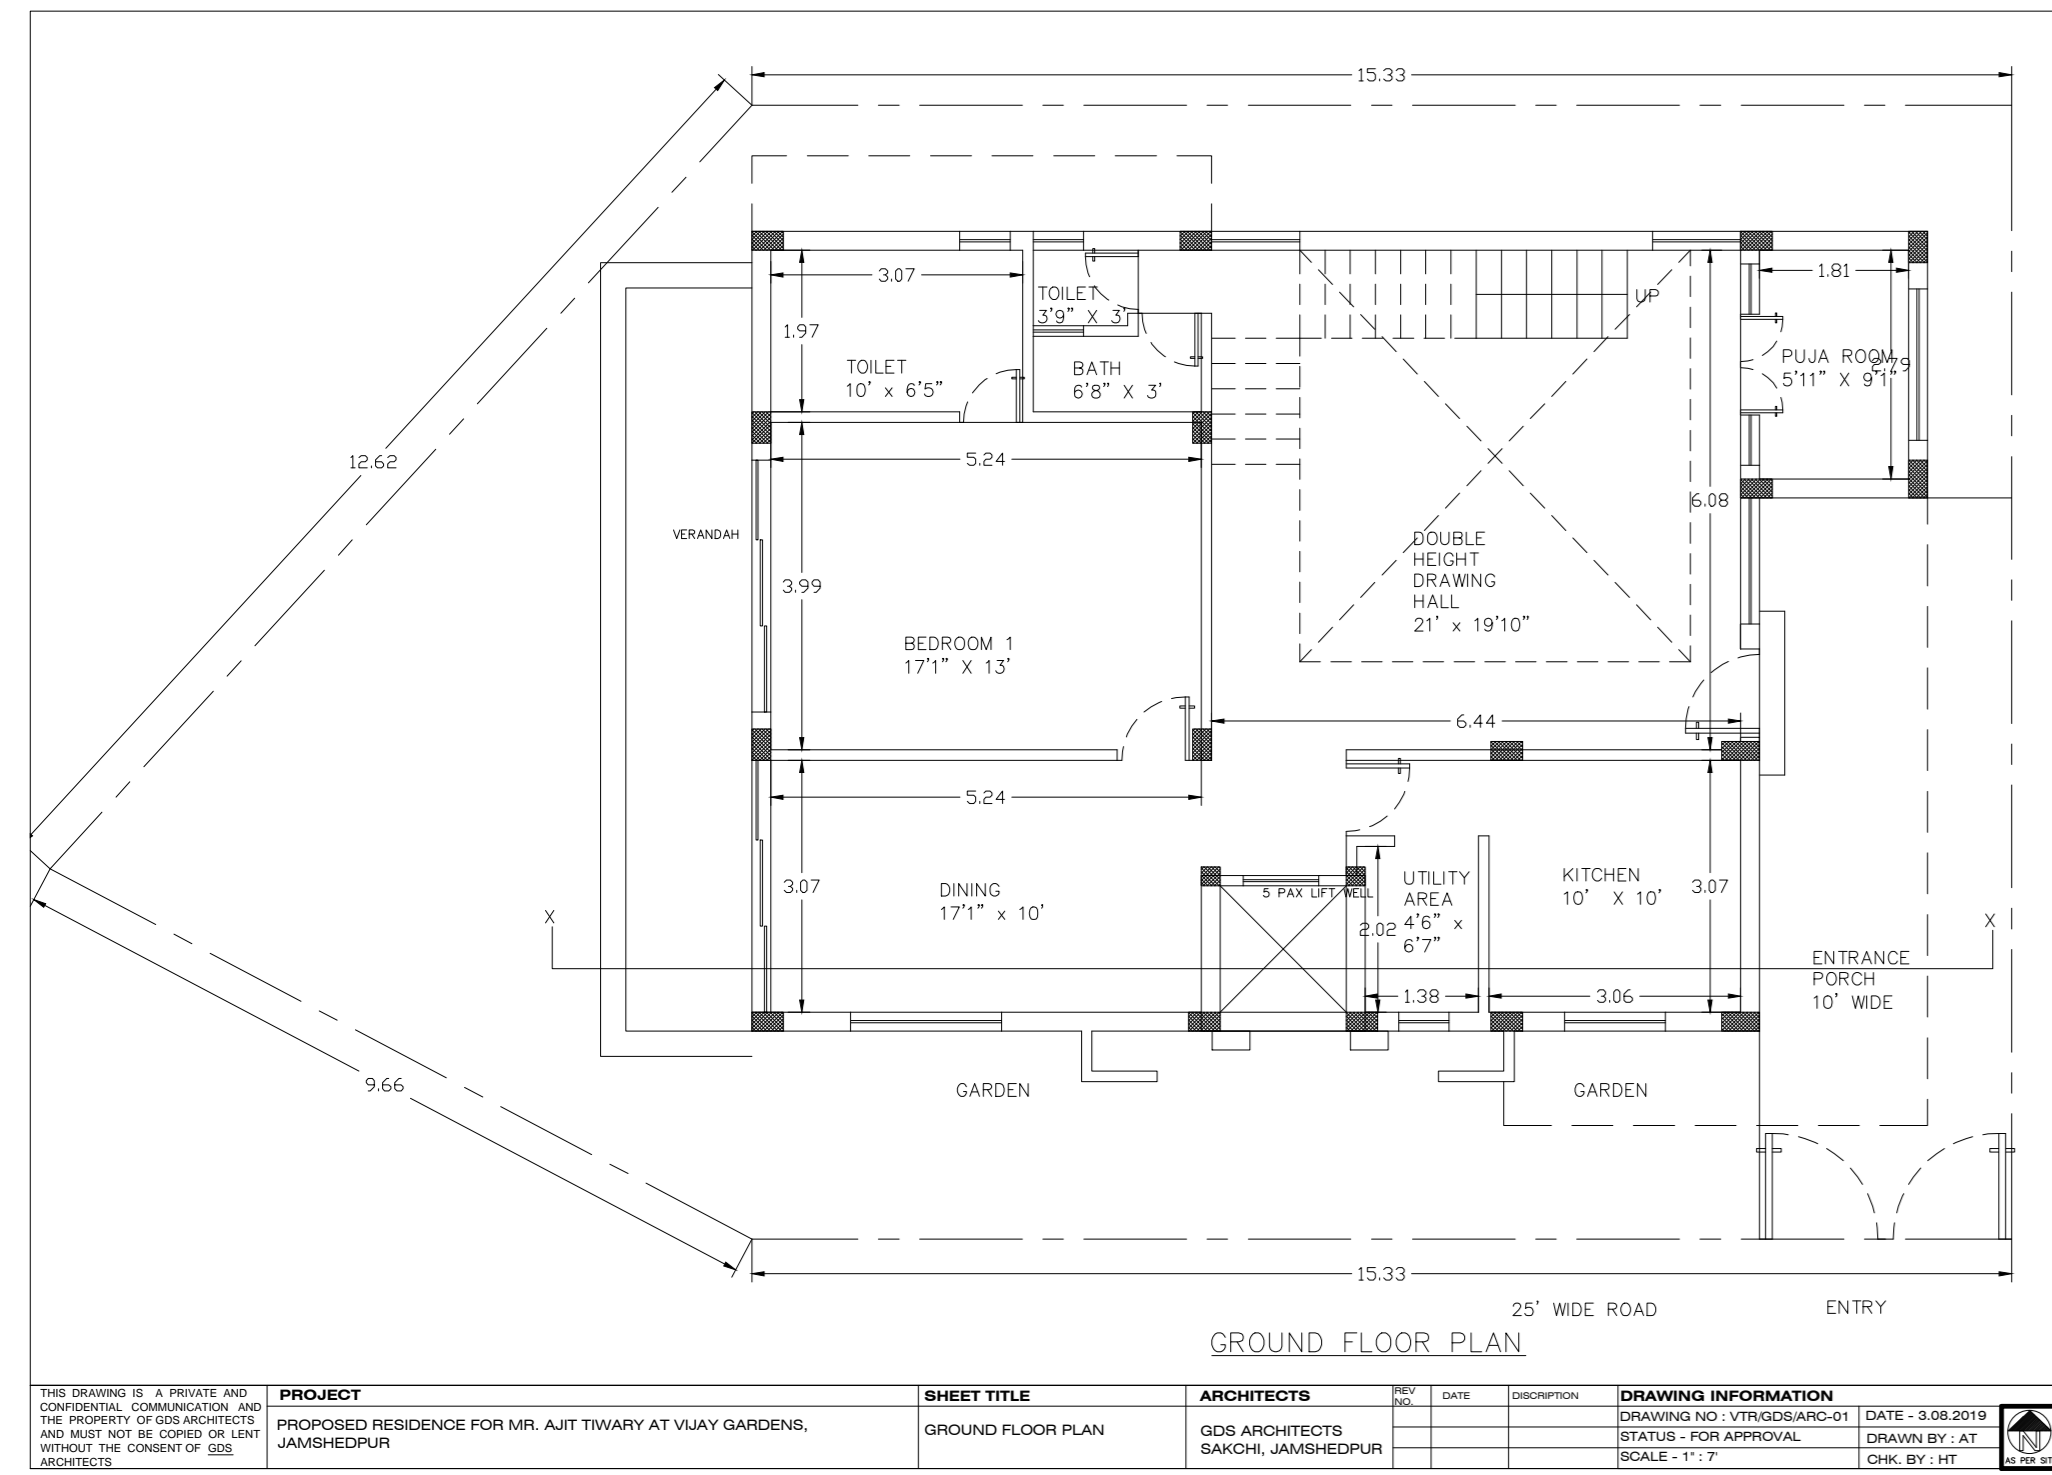 15.33
3.07
1.81
TOILET
3'9" X 3'
UP
1.97
PUJA ROOM
5'11" X 9'1"
2.79
TOILET
10' x 6'5"
BATH
6'8" X 3'
12.62
5.24
6.08
VERANDAH
DOUBLE
HEIGHT
DRAWING
HALL
21' x 19'10"
3.99
BEDROOM 1
17'1" X 13'
6.44
5.24
3.07
DINING
17'1" x 10'
5 PAX LIFT WELL
UTILITY
AREA
4'6" x
6'7"
2.02
KITCHEN
10' X 10'
3.07
X
X
ENTRANCE
PORCH
10' WIDE
1.38
3.06
9.66
GARDEN
GARDEN
15.33
25' WIDE ROAD
ENTRY
GROUND FLOOR PLAN
THIS DRAWING IS A PRIVATE AND
CONFIDENTIAL COMMUNICATION AND
THE PROPERTY OF GDS ARCHITECTS
AND MUST NOT BE COPIED OR LENT
WITHOUT THE CONSENT OF GDS
ARCHITECTS
PROJECT
PROPOSED RESIDENCE FOR MR. AJIT TIWARY AT VIJAY GARDENS,
JAMSHEDPUR
SHEET TITLE
GROUND FLOOR PLAN
ARCHITECTS
GDS ARCHITECTS
SAKCHI, JAMSHEDPUR
REV
NO.
DATE
DISCRIPTION
DRAWING INFORMATION
DRAWING NO : VTR/GDS/ARC-01
DATE - 3.08.2019
STATUS - FOR APPROVAL
DRAWN BY : AT
SCALE - 1" : 7'
CHK. BY : HT
N
AS PER SIT